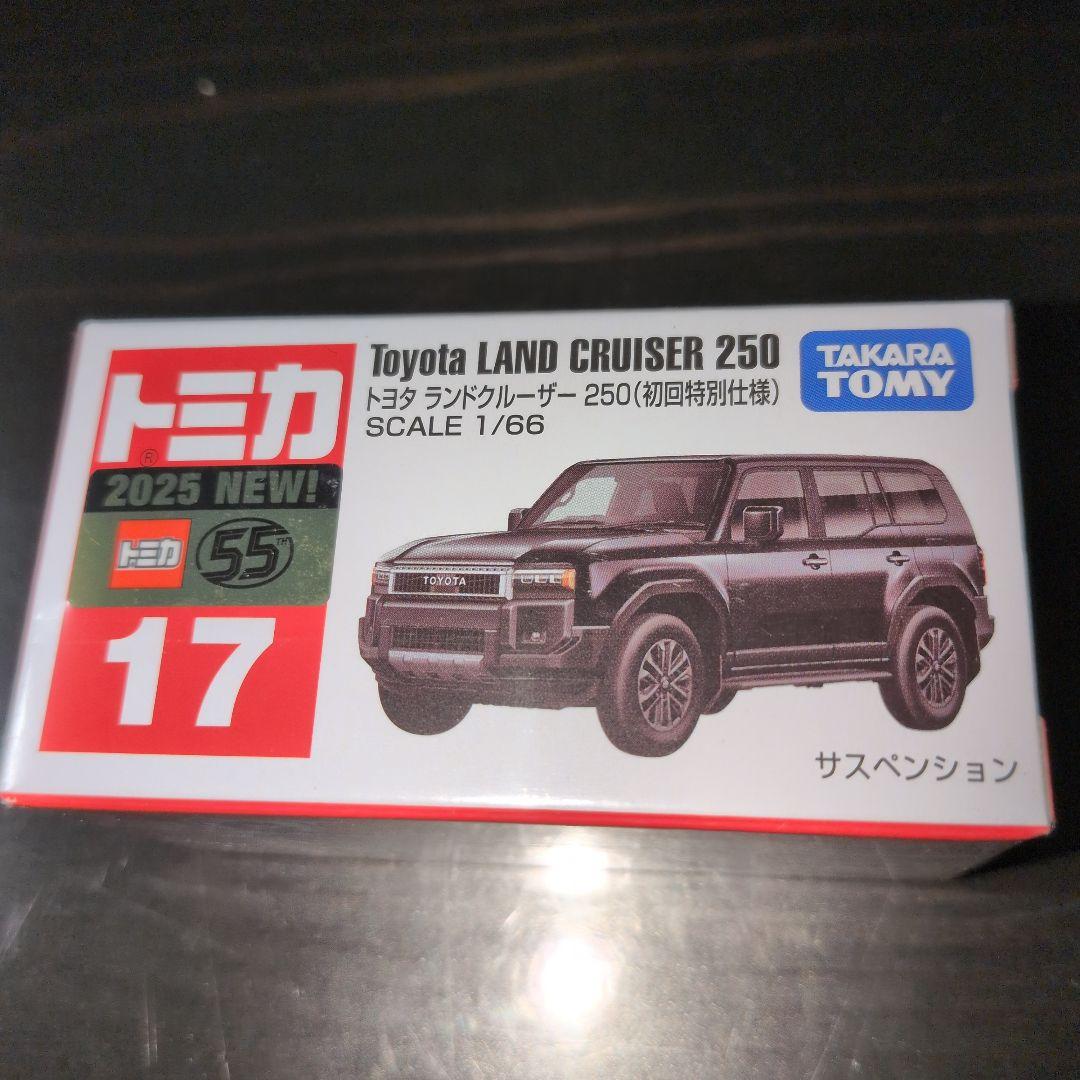 トミカ
®
2025 NEW!
トミカ
55TH
17
Toyota LAND CRUISER 250
トヨタ ランドクルーザー 250(初回特別仕様)
SCALE 1/66
TAKARA
TOMY
TOYOTA
サスペンション